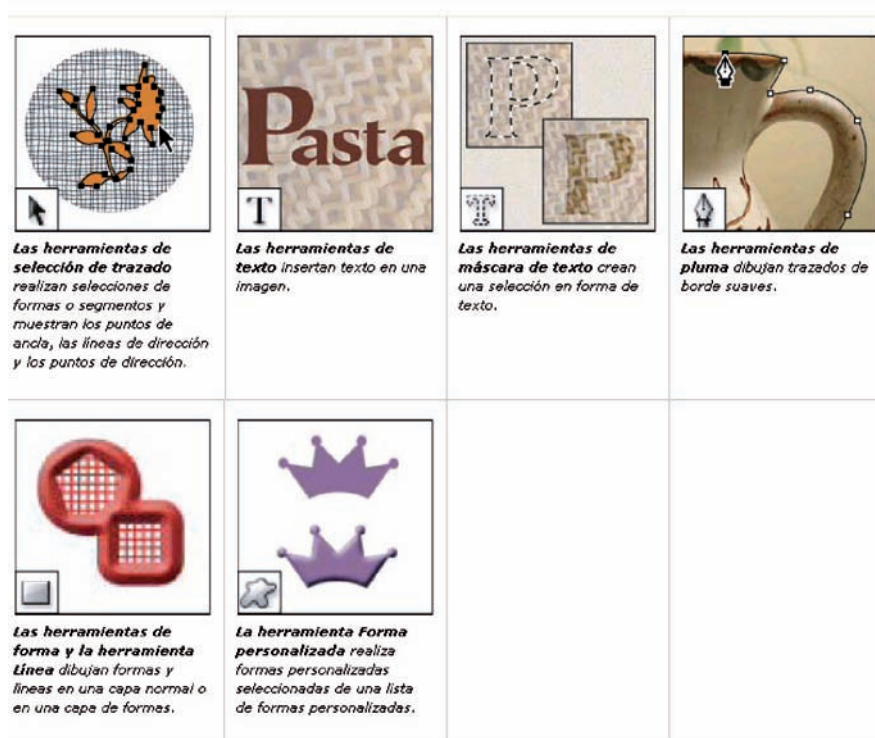 Pasta
T
P
P
T
Las herramientas de
selección de trazado
realizan selecciones de
formas o segmentos y
muestran los puntos de
ancla, las líneas de dirección
y los puntos de dirección.
Las herramientas de
texto insertan texto en una
imagen.
Las herramientas de
máscara de texto crean
una selección en forma de
texto.
Las herramientas de
pluma dibujan trazados de
borde suaves.
Las herramientas de
forma y la herramienta
Línea dibujan formas y
líneas en una capa normal o
en una capa de formas.
La herramienta Forma
personalizada realiza
formas personalizadas
seleccionadas de una lista
de formas personalizadas.